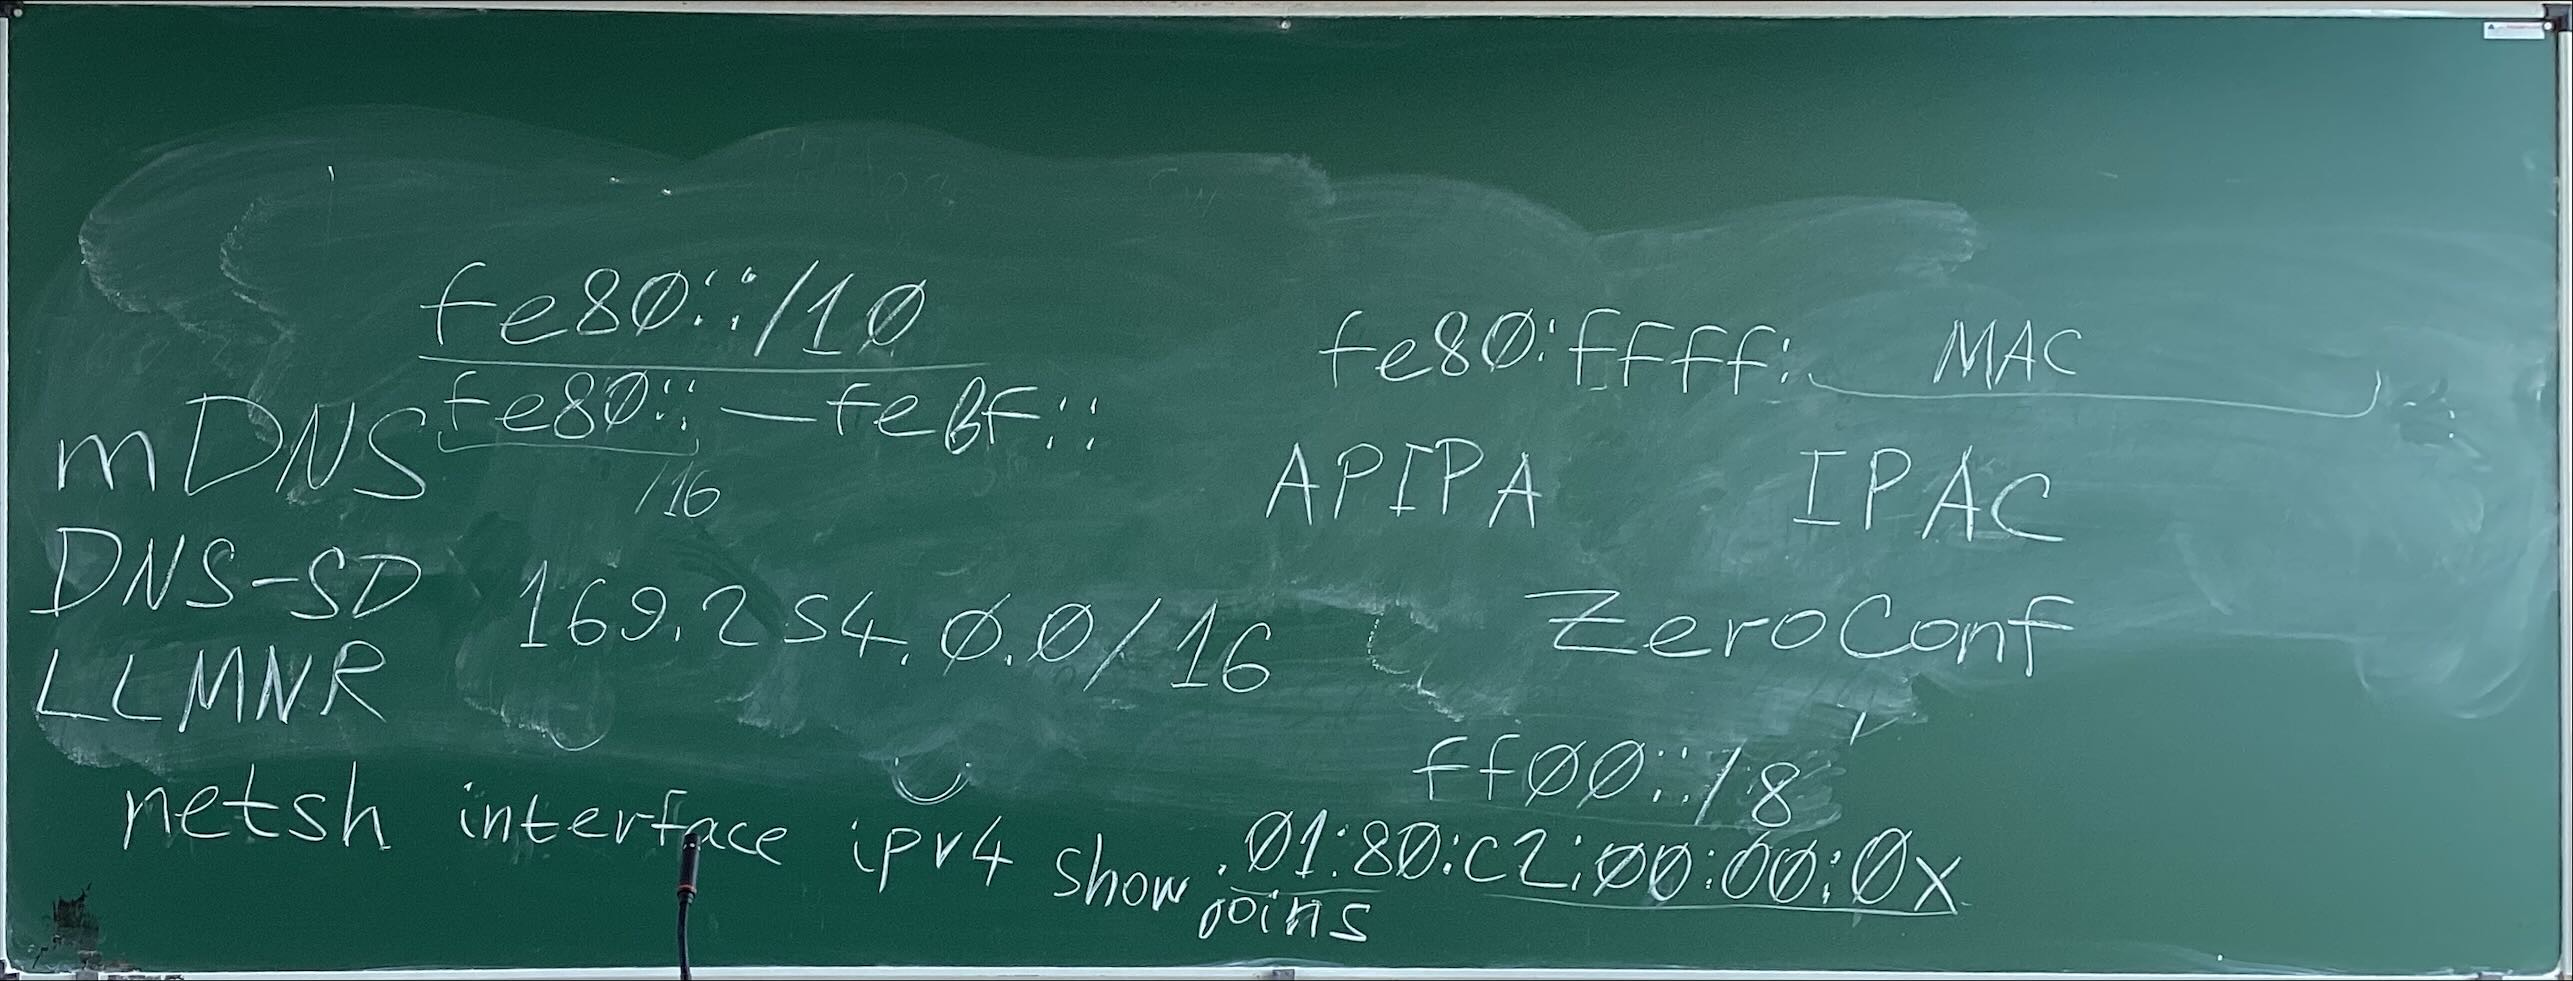 fe80::/10
fe80:: — feBF::
/16
mDNS
DNS-SD
LLMNR
169.254.0.0/16
fe80:ffff: MAC
APIPA IPAC
ZeroConf
ff00::/8
01:80:C2:00:00:0x
netsh interface ipv4 show joins